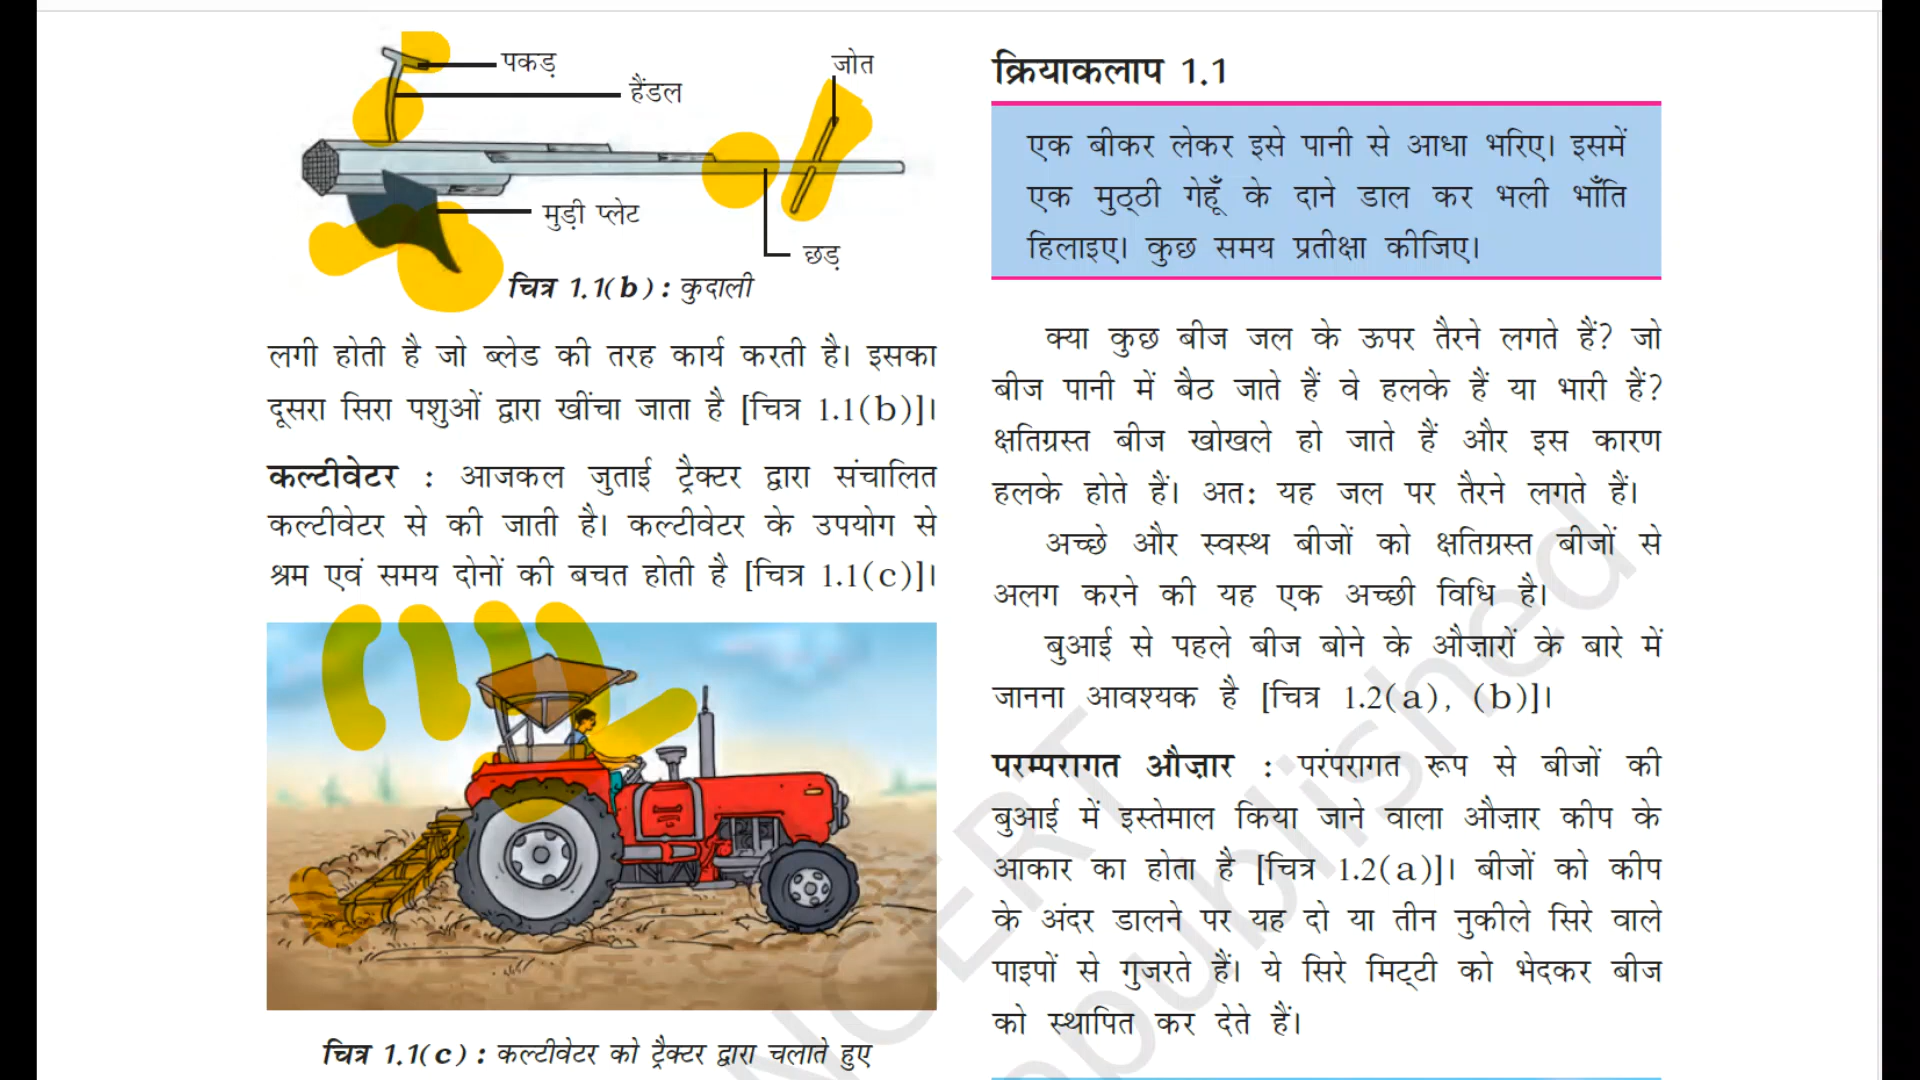 पकड़
हैंडल
जोत
मुड़ी प्लेट
छड़
चित्र 1.1(b) : कुदाली
लगी होती है जो ब्लेड की तरह कार्य करती है। इसका
दूसरा सिरा पशुओं द्वारा खींचा जाता है [चित्र 1.1(b)]।
कल्टीवेटर : आजकल जुताई ट्रैक्टर द्वारा संचालित
कल्टीवेटर से की जाती है। कल्टीवेटर के उपयोग से
श्रम एवं समय दोनों की बचत होती है [चित्र 1.1(c)]।
चित्र 1.1(c) : कल्टीवेटर को ट्रैक्टर द्वारा चलाते हुए
क्रियाकलाप 1.1
एक बीकर लेकर इसे पानी से आधा भरिए। इसमें
एक मुठ्ठी गेहूँ के दाने डाल कर भली भाँति
हिलाइए। कुछ समय प्रतीक्षा कीजिए।
क्या कुछ बीज जल के ऊपर तैरने लगते हैं? जो
बीज पानी में बैठ जाते हैं वे हलके हैं या भारी हैं?
क्षतिग्रस्त बीज खोखले हो जाते हैं और इस कारण
हलके होते हैं। अत: यह जल पर तैरने लगते हैं।
अच्छे और स्वस्थ बीजों को क्षतिग्रस्त बीजों से
अलग करने की यह एक अच्छी विधि है।
बुआई से पहले बीज बोने के औज़ारों के बारे में
जानना आवश्यक है [चित्र 1.2(a), (b)]।
परम्परागत औज़ार : परंपरागत रूप से बीजों की
बुआई में इस्तेमाल किया जाने वाला औज़ार कीप के
आकार का होता है [चित्र 1.2(a)]। बीजों को कीप
के अंदर डालने पर यह दो या तीन नुकीले सिरे वाले
पाइपों से गुजरते हैं। ये सिरे मिट्टी को भेदकर बीज
को स्थापित कर देते हैं।
NCERT